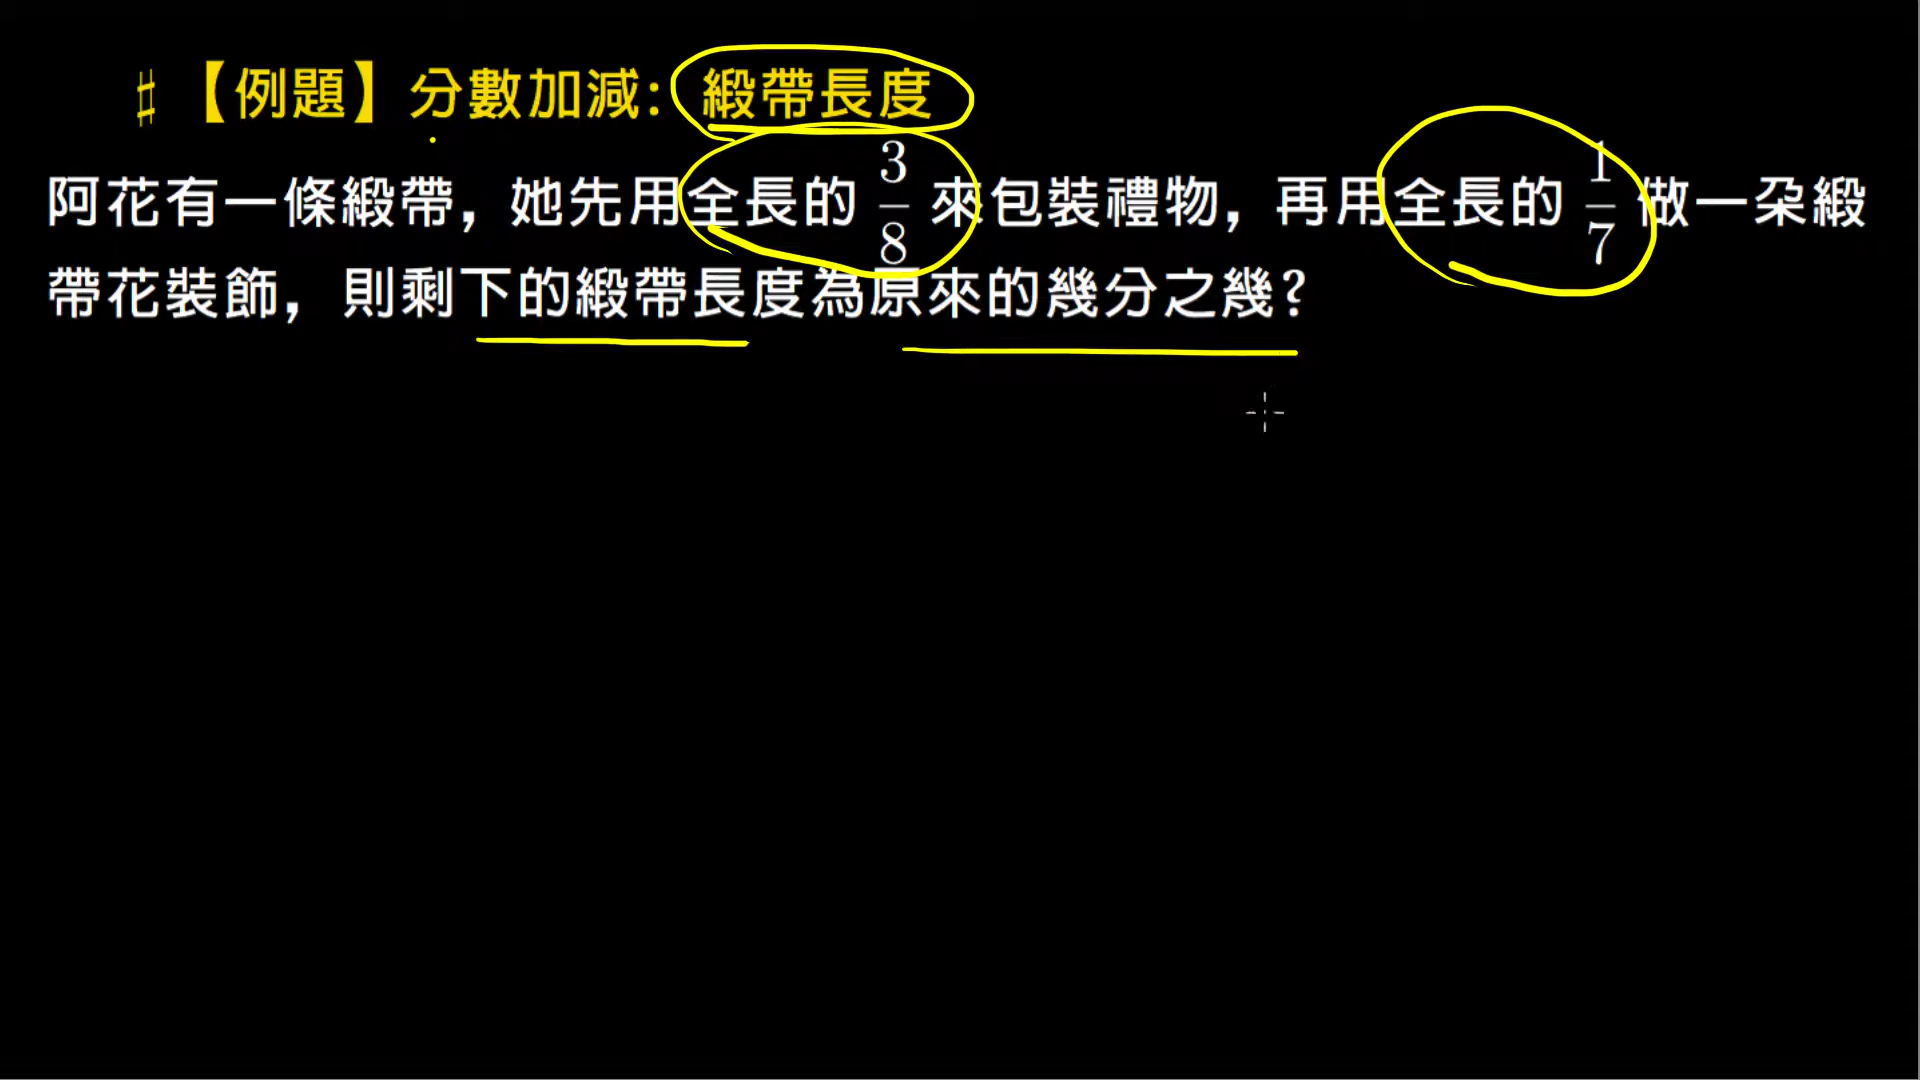 ♯【例題】分數加減:緞帶長度
阿花有一條緞帶，她先用全長的 3/8 來包裝禮物，再用全長的 1/7 做一朵緞
帶花裝飾，則剩下的緞帶長度為原來的幾分之幾?